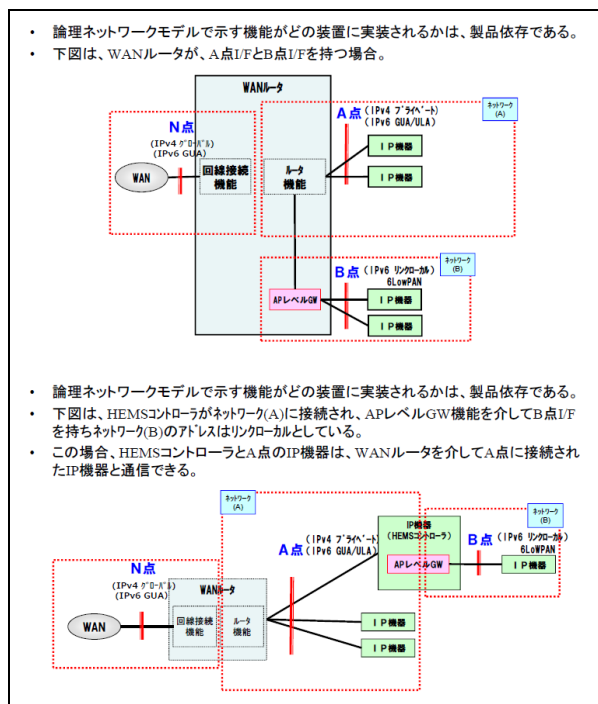 • 論理ネットワークモデルで示す機能がどの装置に実装されるかは、製品依存である。
• 下図は、WANルータが、A点I/FとB点I/Fを持つ場合。
WANルータ
ネットワーク
(A)
A点
(IPv4 プライベート)
(IPv6 GUA/ULA)
N点
(IPv4 グローバル)
(IPv6 GUA)
WAN
回線接続
機能
ルータ
機能
IP機器
IP機器
ネットワーク
(B)
B点
(IPv6 リンクローカル)
6LowPAN
APレベルGW
IP機器
IP機器
• 論理ネットワークモデルで示す機能がどの装置に実装されるかは、製品依存である。
• 下図は、HEMSコントローラがネットワーク(A)に接続され、APレベルGW機能を介してB点I/F
を持ちネットワーク(B)のアドレスはリンクローカルとしている。
• この場合、HEMSコントローラとA点のIP機器は、WANルータを介してA点に接続され
たIP機器と通信できる。
ネットワーク
(A)
ネットワーク
(B)
IP機器
(HEMSコントローラ)
A点
(IPv4 プライベート)
(IPv6 GUA/ULA)
B点
(IPv6 リンクローカル)
6LoWPAN
APレベルGW
IP機器
N点
(IPv4 グローバル)
(IPv6 GUA)
WANルータ
WAN
回線接続
機能
ルータ
機能
IP機器
IP機器